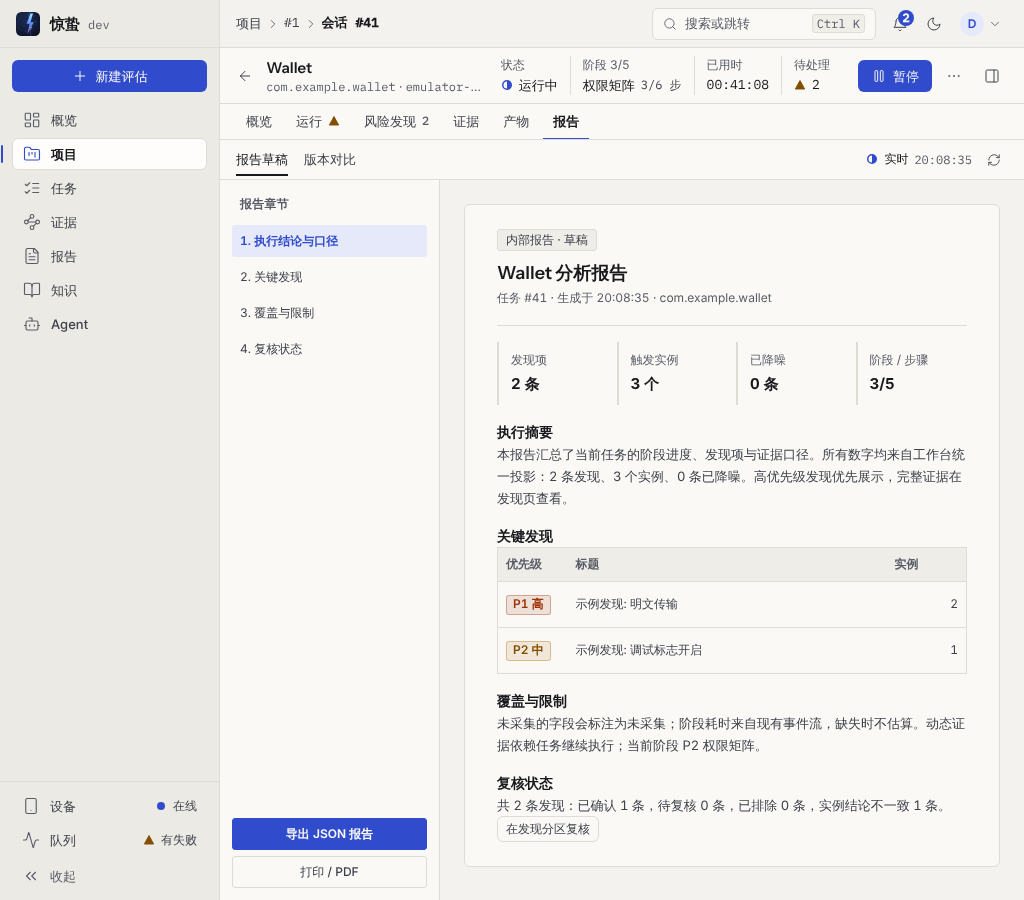 惊蛰 dev
项目 > #1 > 会话 #41
搜索或跳转 Ctrl K
2
D
新建评估
概览
项目
任务
证据
报告
知识
Agent
设备 在线
队列 有失败
收起
Wallet
com.example.wallet · emulator-…
状态
运行中
阶段 3/5
权限矩阵 3/6 步
已用时
00:41:08
待处理
2
暂停
概览 运行 风险发现 2 证据 产物 报告
报告草稿 版本对比
实时 20:08:35
报告章节
1. 执行结论与口径
2. 关键发现
3. 覆盖与限制
4. 复核状态
导出 JSON 报告
打印 / PDF
内部报告 · 草稿
Wallet 分析报告
任务 #41 · 生成于 20:08:35 · com.example.wallet
发现项 触发实例 已降噪 阶段 / 步骤
2 条 3 个 0 条 3/5
执行摘要
本报告汇总了当前任务的阶段进度、发现项与证据口径。所有数字均来自工作台统
一投影：2 条发现、3 个实例、0 条已降噪。高优先级发现优先展示，完整证据在
发现页查看。
关键发现
优先级 标题 实例
P1 高 示例发现: 明文传输 2
P2 中 示例发现: 调试标志开启 1
覆盖与限制
未采集的字段会标注为未采集；阶段耗时来自现有事件流，缺失时不估算。动态证
据依赖任务继续执行；当前阶段 P2 权限矩阵。
复核状态
共 2 条发现：已确认 1 条，待复核 0 条，已排除 0 条，实例结论不一致 1 条。
在发现分区复核